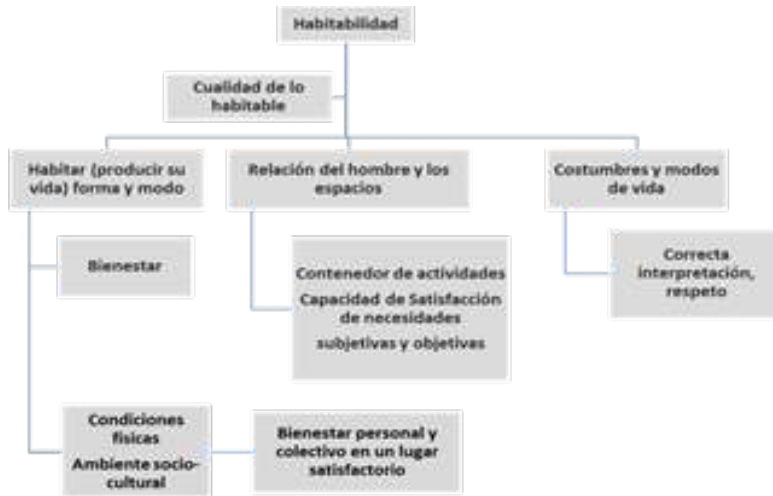 Habitabilidad
Cualidad de lo
habitable
Habitar (producir su
vida) forma y modo
Relación del hombre y los
espacios
Costumbres y modos
de vida
Bienestar
Contenedor de actividades
Capacidad de Satisfacción
de necesidades
subjetivas y objetivas
Correcta
interpretación,
respeto
Condiciones
físicas
Ambiente socio-
cultural
Bienestar personal y
colectivo en un lugar
satisfactorio